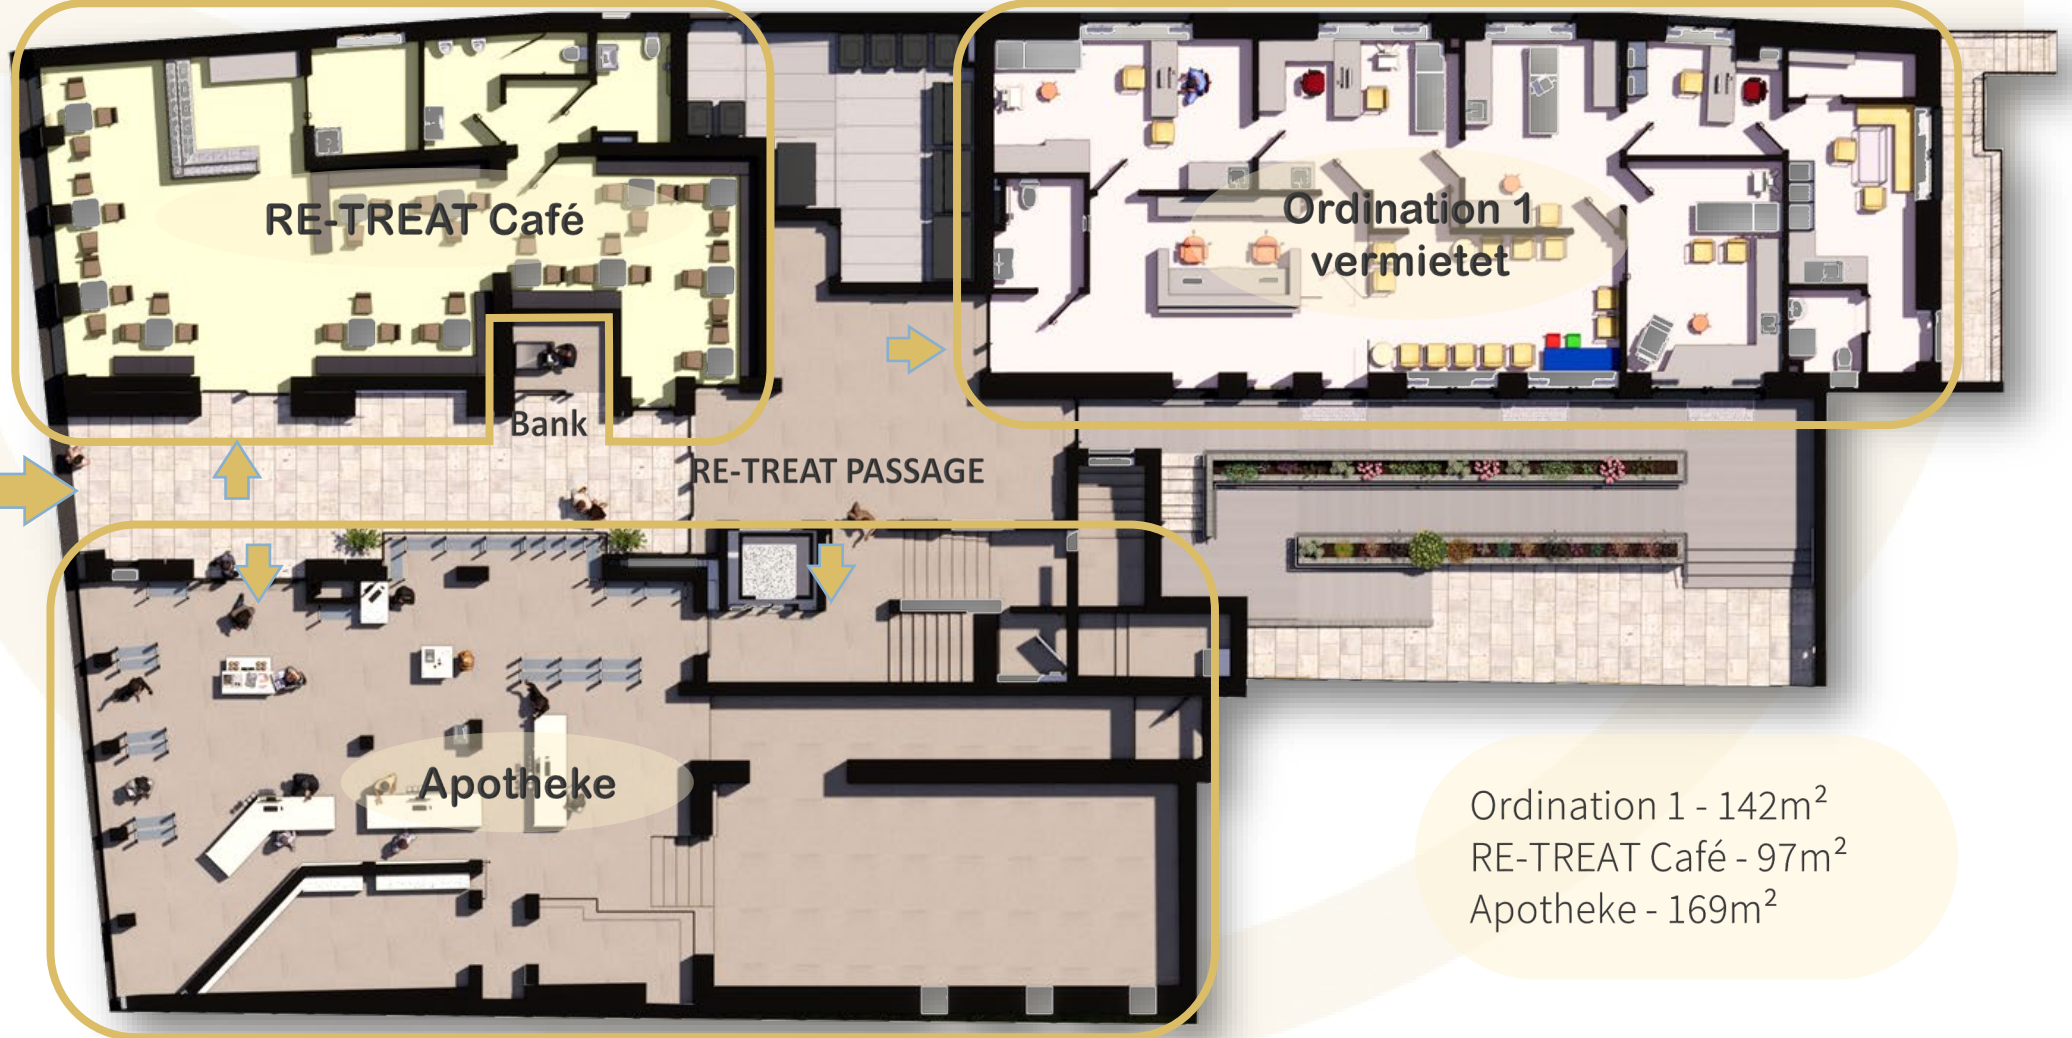 RE-TREAT Café
Ordination 1
vermietet
Bank
RE-TREAT PASSAGE
Apotheke
Ordination 1 - 142m²
RE-TREAT Café - 97m²
Apotheke - 169m²